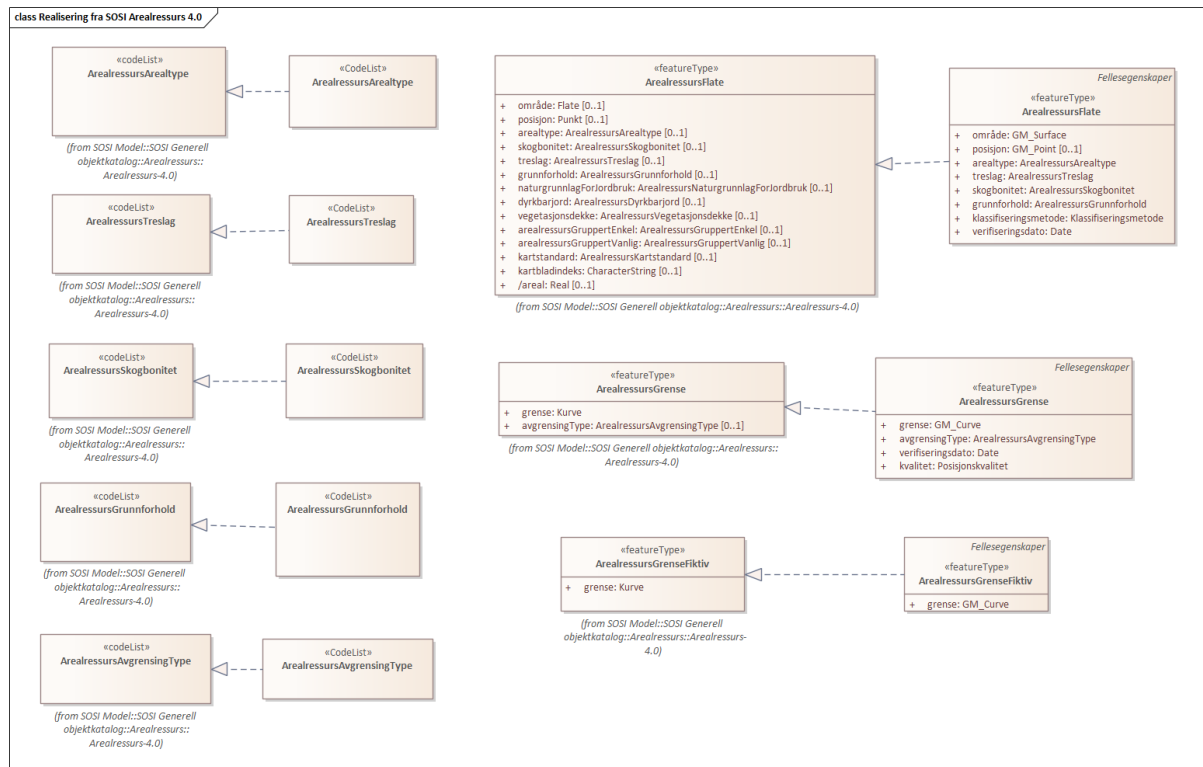 class Realisering fra SOSI Arealressurs 4.0
«codeList»
ArealressursArealtype
(from SOSI Model::SOSI Generell
objektkatalog::Arealressurs::
Arealressurs-4.0)
«CodeList»
ArealressursArealtype
«codeList»
ArealressursTreslag
(from SOSI Model::SOSI Generell
objektkatalog::Arealressurs::
Arealressurs-4.0)
«CodeList»
ArealressursTreslag
«codeList»
ArealressursSkogbonitet
(from SOSI Model::SOSI Generell
objektkatalog::Arealressurs::
Arealressurs-4.0)
«CodeList»
ArealressursSkogbonitet
«codeList»
ArealressursGrunnforhold
(from SOSI Model::SOSI Generell
objektkatalog::Arealressurs::
Arealressurs-4.0)
«CodeList»
ArealressursGrunnforhold
«codeList»
ArealressursAvgrensingType
(from SOSI Model::SOSI Generell
objektkatalog::Arealressurs::
Arealressurs-4.0)
«CodeList»
ArealressursAvgrensingType
«featureType»
ArealressursFlate
+ område: Flate [0..1]
+ posisjon: Punkt [0..1]
+ arealtype: ArealressursArealtype [0..1]
+ skogbonitet: ArealressursSkogbonitet [0..1]
+ treslag: ArealressursTreslag [0..1]
+ grunnforhold: ArealressursGrunnforhold [0..1]
+ naturgrunnlagForJordbruk: ArealressursNaturgrunnlagForJordbruk [0..1]
+ dyrkbarjord: ArealressursDyrkbarjord [0..1]
+ vegetasjonsdekke: ArealressursVegetasjonsdekke [0..1]
+ arealressursGruppertEnkel: ArealressursGruppertEnkel [0..1]
+ arealressursGruppertVanlig: ArealressursGruppertVanlig [0..1]
+ kartstandard: ArealressursKartstandard [0..1]
+ kartbladindeks: CharacterString [0..1]
+ /areal: Real [0..1]
(from SOSI Model::SOSI Generell objektkatalog::Arealressurs::Arealressurs-4.0)
Fellesegenskaper
«featureType»
ArealressursFlate
+ område: GM_Surface
+ posisjon: GM_Point [0..1]
+ arealtype: ArealressursArealtype
+ treslag: ArealressursTreslag
+ skogbonitet: ArealressursSkogbonitet
+ grunnforhold: ArealressursGrunnforhold
+ klassifiseringsmetode: Klassifiseringsmetode
+ verifiseringsdato: Date
«featureType»
ArealressursGrense
+ grense: Kurve
+ avgrensingType: ArealressursAvgrensingType [0..1]
(from SOSI Model::SOSI Generell objektkatalog::Arealressurs::
Arealressurs-4.0)
Fellesegenskaper
«featureType»
ArealressursGrense
+ grense: GM_Curve
+ avgrensingType: ArealressursAvgrensingType
+ verifiseringsdato: Date
+ kvalitet: Posisjonskvalitet
«featureType»
ArealressursGrenseFiktiv
+ grense: Kurve
(from SOSI Model::SOSI Generell
objektkatalog::Arealressurs::Arealressurs-
4.0)
Fellesegenskaper
«featureType»
ArealressursGrenseFiktiv
+ grense: GM_Curve